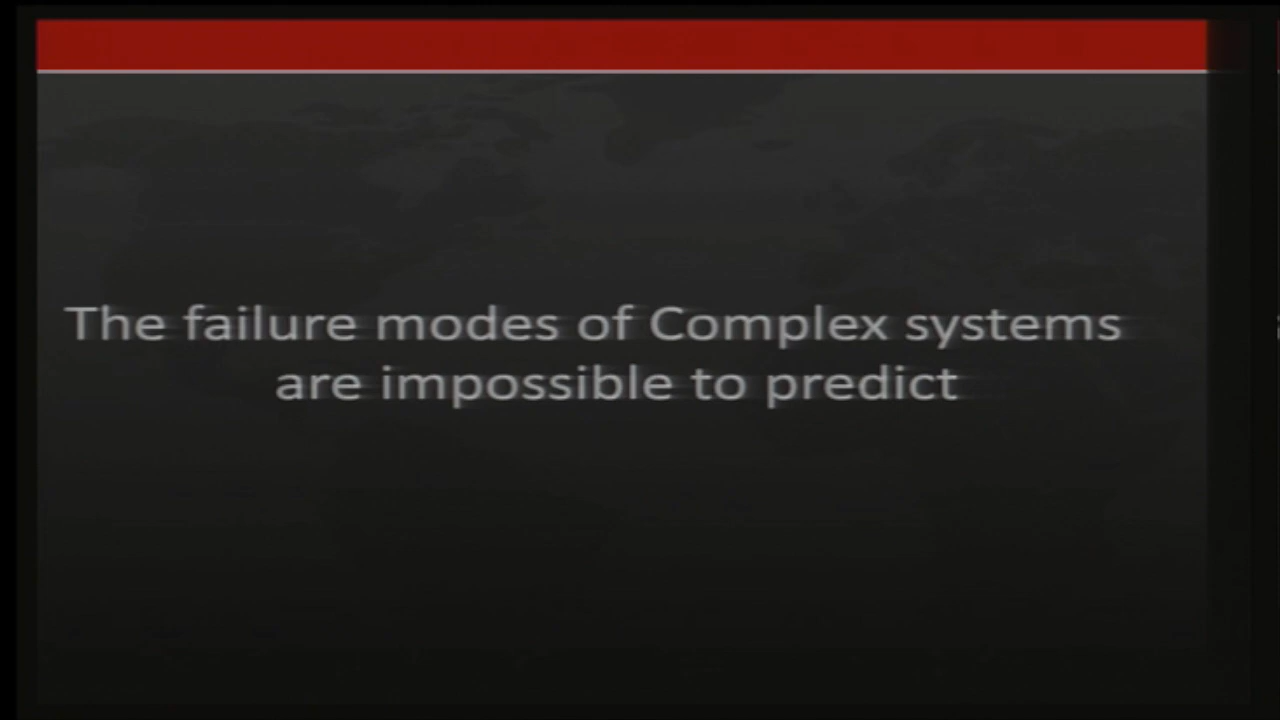 The failure modes of Complex systems
are impossible to predict